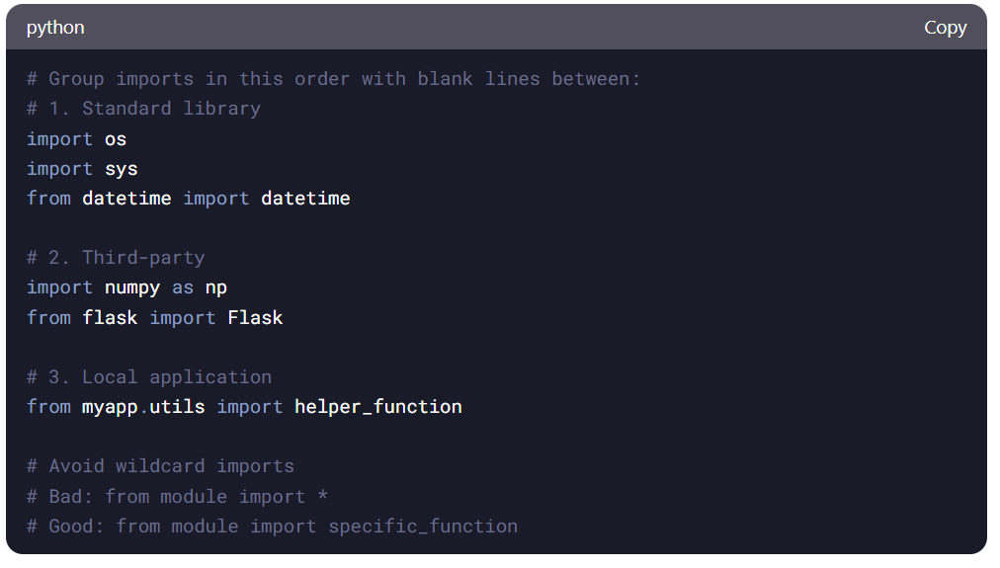 python
Copy
# Group imports in this order with blank lines between:
# 1. Standard library
import os
import sys
from datetime import datetime
# 2. Third-party
import numpy as np
from flask import Flask
# 3. Local application
from myapp.utils import helper_function
# Avoid wildcard imports
# Bad: from module import *
# Good: from module import specific_function